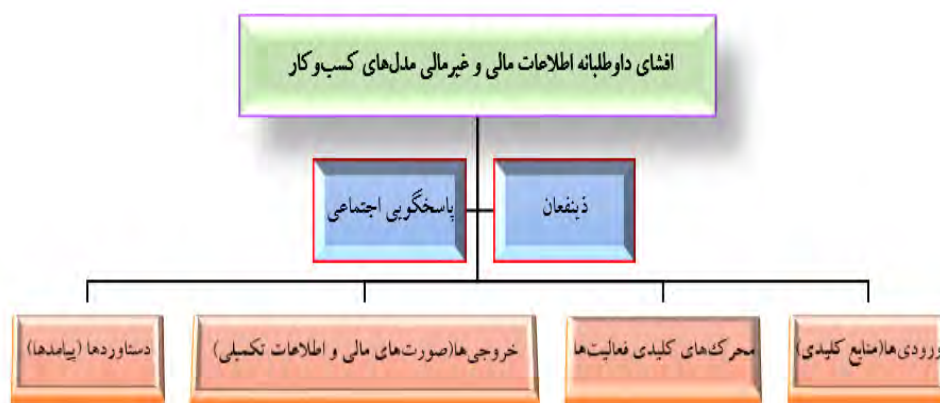 افشای داوطلبانه اطلاعات مالی و غیرمالی مدل‌های کسب‌وکار
ذینفعان
پاسخگویی اجتماعی
ورودی‌ها(منابع کلیدی)
محرک‌های کلیدی فعالیت‌ها
خروجی‌ها(صورت‌های مالی و اطلاعات تکمیلی)
دستاوردها (پیامدها)